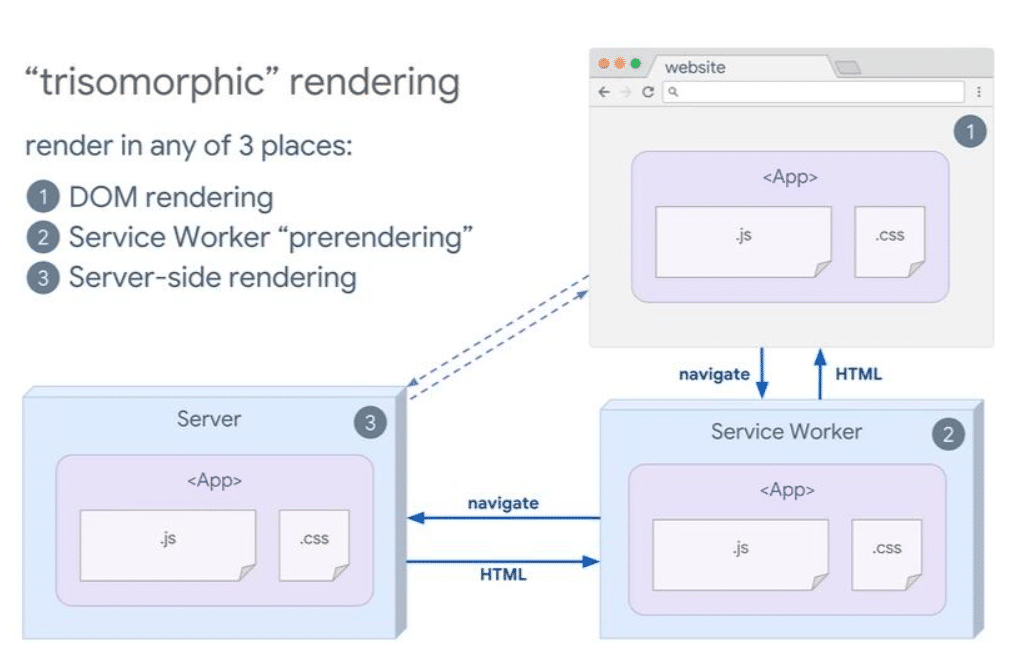 “trisomorphic” rendering
render in any of 3 places:
1 DOM rendering
2 Service Worker “prerendering”
3 Server-side rendering
website
1
<App>
.js
.css
navigate
HTML
Server
3
<App>
.js
.css
navigate
HTML
Service Worker
2
<App>
.js
.css